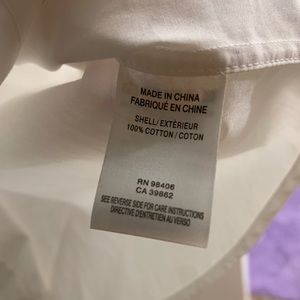 MADE IN CHINA
FABRIQUÉ EN CHINE
SHELL/EXTÉRIEUR
100% COTTON/COTON
RN 98406
CA 39862
SEE REVERSE SIDE FOR CARE INSTRUCTIONS
DIRECTIVE D'ENTRETIEN AU VERSO